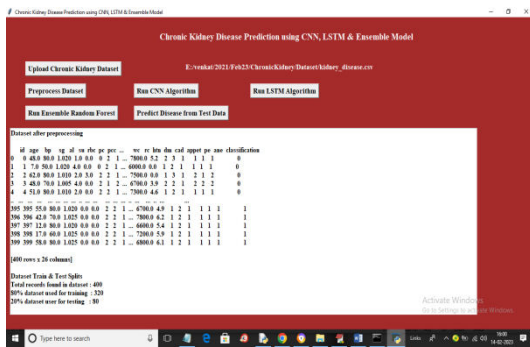 Chronic Kidney Disease Prediction using CNN, LSTM & Ensemble Model
Chronic Kidney Disease Prediction using CNN, LSTM & Ensemble Model
Upload Chronic Kidney Dataset
E:/venkat/2021/Feb23/ChronicKidney/Dataset/kidney_disease.csv
Preprocess Dataset
Run CNN Algorithm
Run LSTM Algorithm
Run Ensemble Random Forest
Predict Disease from Test Data
Dataset after preprocessing
id age bp sg al su rbc pc pcc ... wc rc htn dm cad appet pe ane classification
0 0 48.0 80.0 1.020 1.0 0.0 0 2 1 ... 7800.0 5.2 2 3 1 1 1 1 0
1 1 7.0 50.0 1.020 4.0 0.0 0 2 1 ... 6000.0 0.0 1 2 1 1 1 1 0
2 2 62.0 80.0 1.010 2.0 3.0 2 2 1 ... 7500.0 0.0 1 3 1 2 1 2 0
3 3 48.0 70.0 1.005 4.0 0.0 2 1 2 ... 6700.0 3.9 2 2 1 2 2 2 0
4 4 51.0 80.0 1.010 2.0 0.0 2 2 1 ... 7300.0 4.6 1 2 1 1 1 1 0
395 395 55.0 80.0 1.020 0.0 0.0 2 2 1 ... 6700.0 4.9 1 2 1 1 1 1 1
396 396 42.0 70.0 1.025 0.0 0.0 2 2 1 ... 7800.0 6.2 1 2 1 1 1 1 1
397 397 12.0 80.0 1.020 0.0 0.0 2 2 1 ... 6600.0 5.4 1 2 1 1 1 1 1
398 398 17.0 60.0 1.025 0.0 0.0 2 2 1 ... 7200.0 5.9 1 2 1 1 1 1 1
399 399 58.0 80.0 1.025 0.0 0.0 2 2 1 ... 6800.0 6.1 1 2 1 1 1 1 1
[400 rows x 26 columns]
Dataset Train & Test Splits
Total records found in dataset : 400
80% dataset used for training : 320
20% dataset user for testing : 80
Activate Windows
Go to Settings to activate Windows.
Type here to search
Links
16:00
14-02-2023